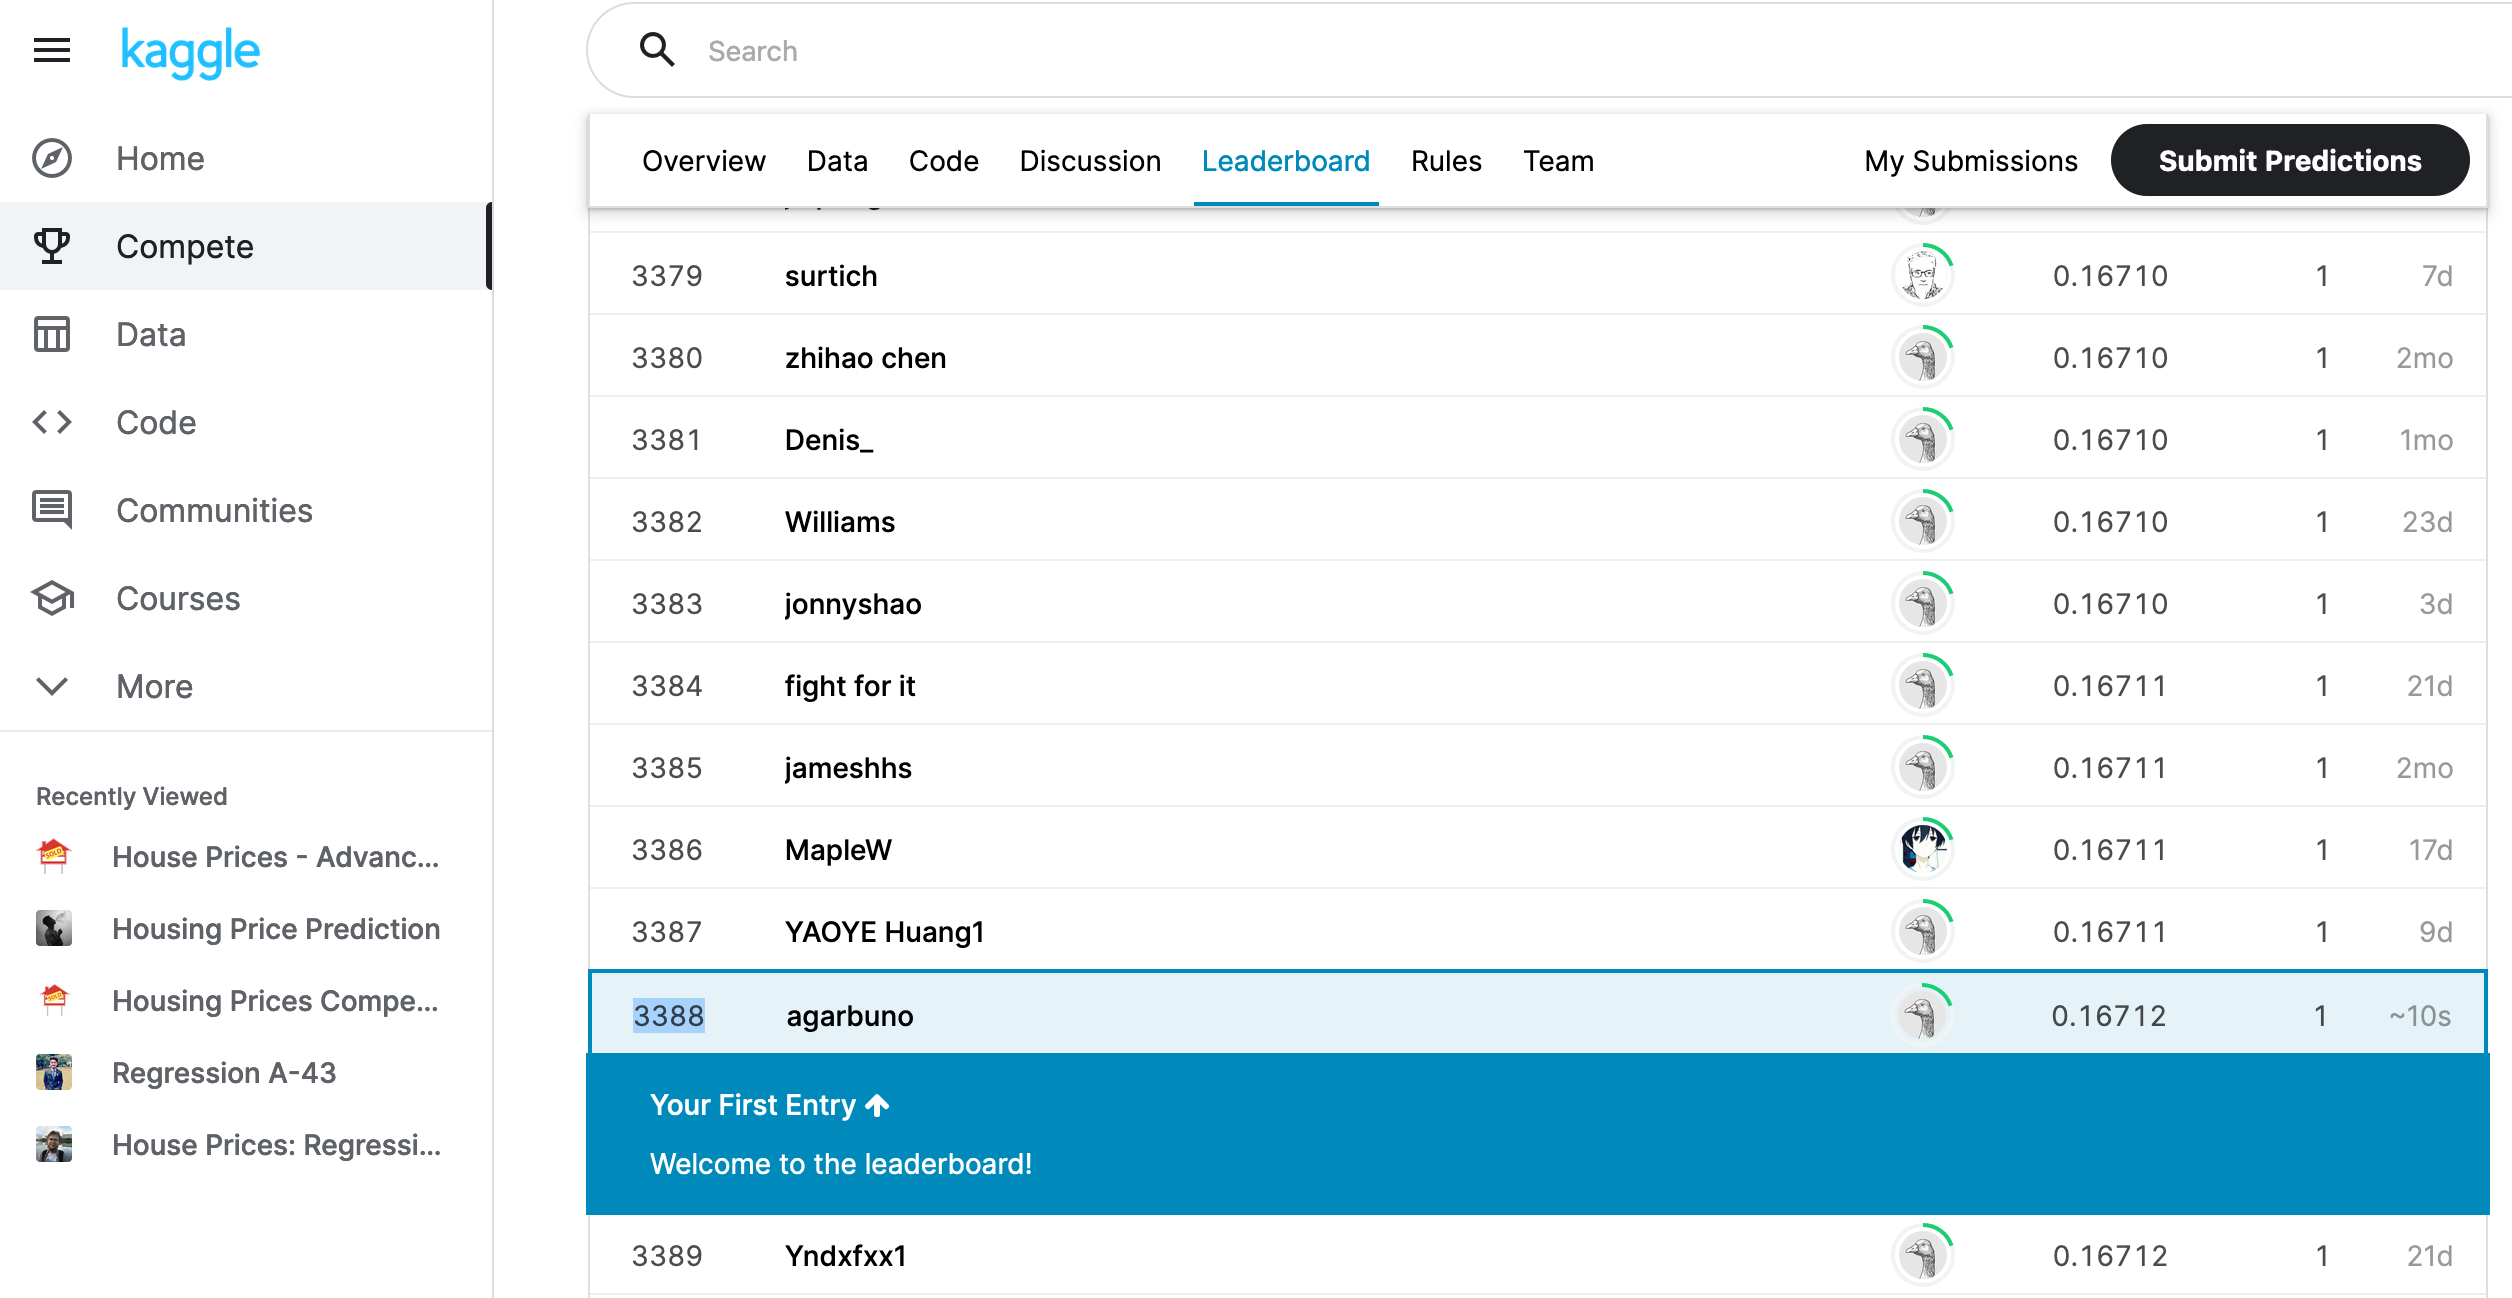 kaggle
Search
Home
Compete
Data
Code
Communities
Courses
More
Recently Viewed
House Prices - Advanc...
Housing Price Prediction
Housing Prices Compe...
Regression A-43
House Prices: Regressi...
Overview Data Code Discussion Leaderboard Rules Team My Submissions Submit Predictions
3379 surtich 0.16710 1 7d
3380 zhihao chen 0.16710 1 2mo
3381 Denis_ 0.16710 1 1mo
3382 Williams 0.16710 1 23d
3383 jonnyshao 0.16710 1 3d
3384 fight for it 0.16711 1 21d
3385 jameshhs 0.16711 1 2mo
3386 MapleW 0.16711 1 17d
3387 YAOYE Huang1 0.16711 1 9d
3388 agarbuno 0.16712 1 ~10s
Your First Entry
Welcome to the leaderboard!
3389 Yndxfxx1 0.16712 1 21d